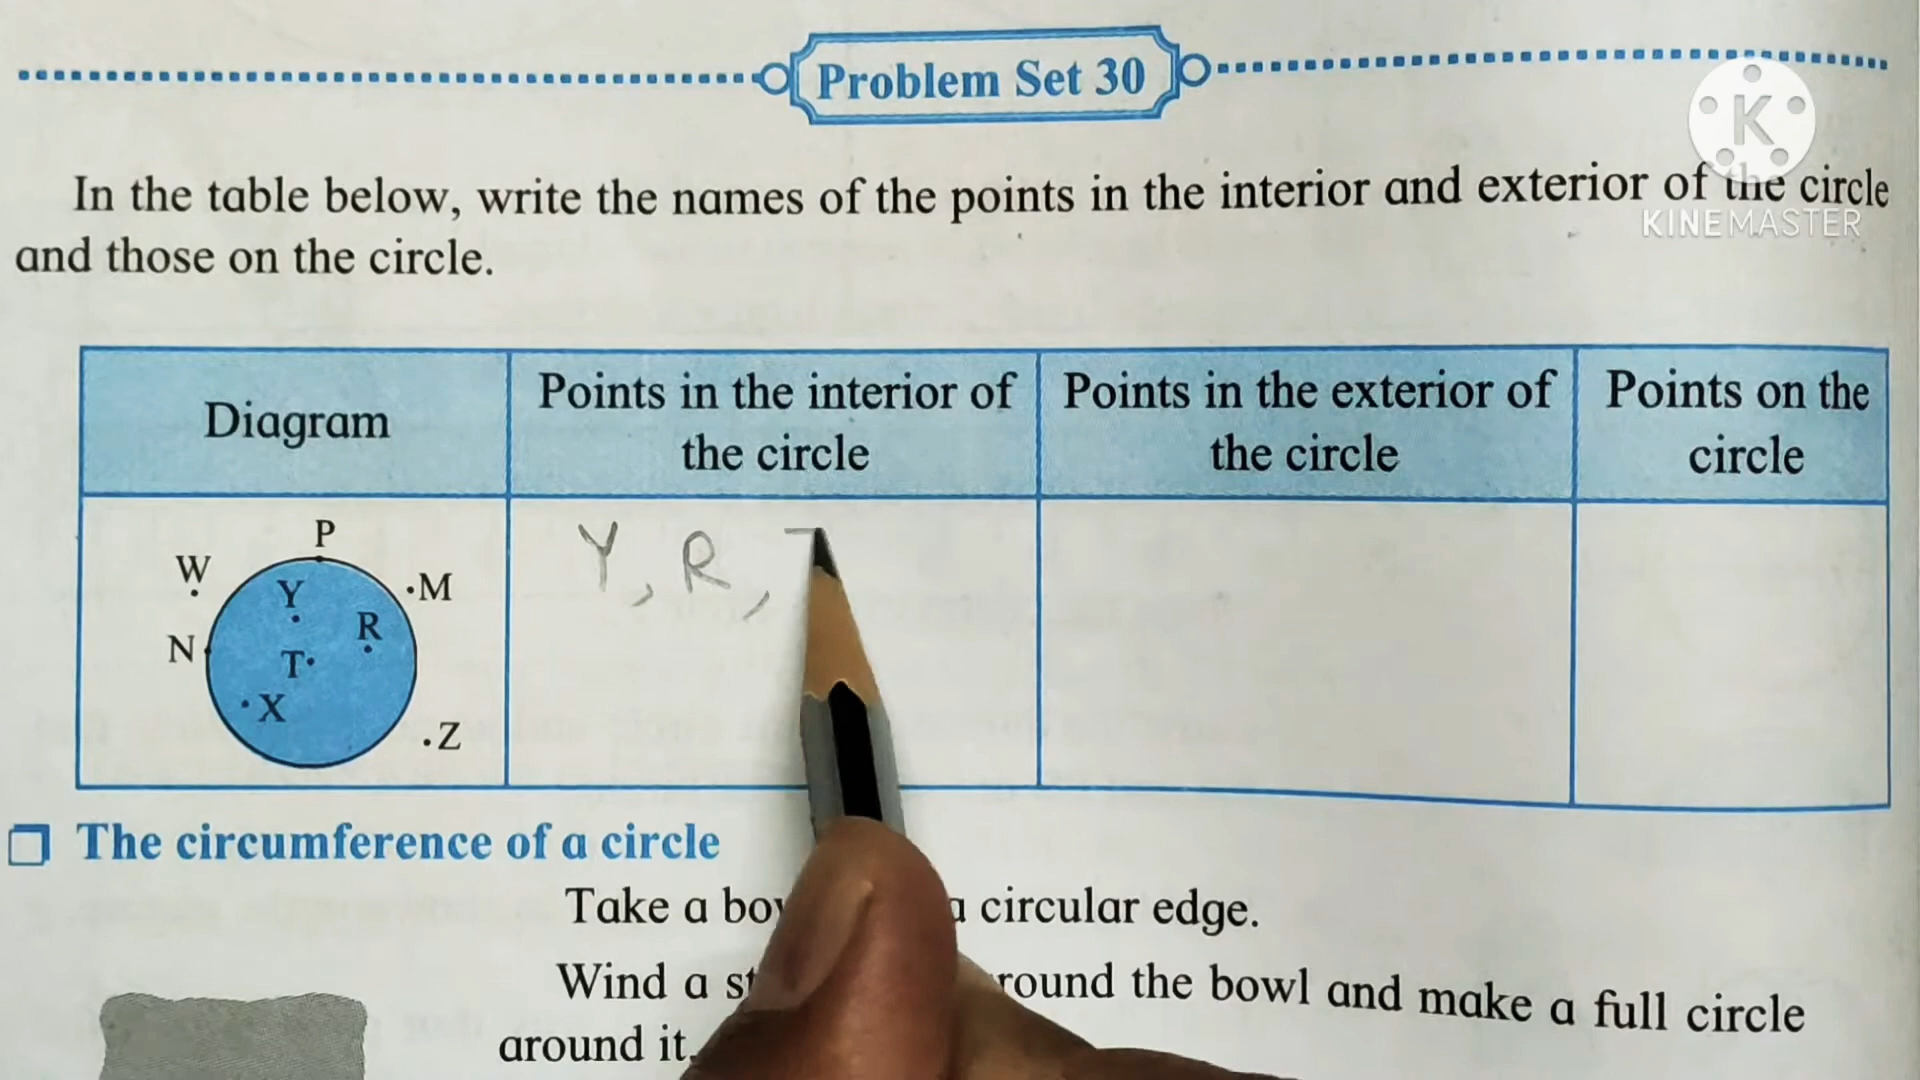 Problem Set 30
K
KINEMASTER
In the table below, write the names of the points in the interior and exterior of the circle
and those on the circle.
Diagram
Points in the interior of
the circle
Points in the exterior of
the circle
Points on the
circle
P
W
Y
M
R
N
T
X
Z
Y, R,
The circumference of a circle
Take a a circular edge.
Wind a the bowl and make a full circle
around it.